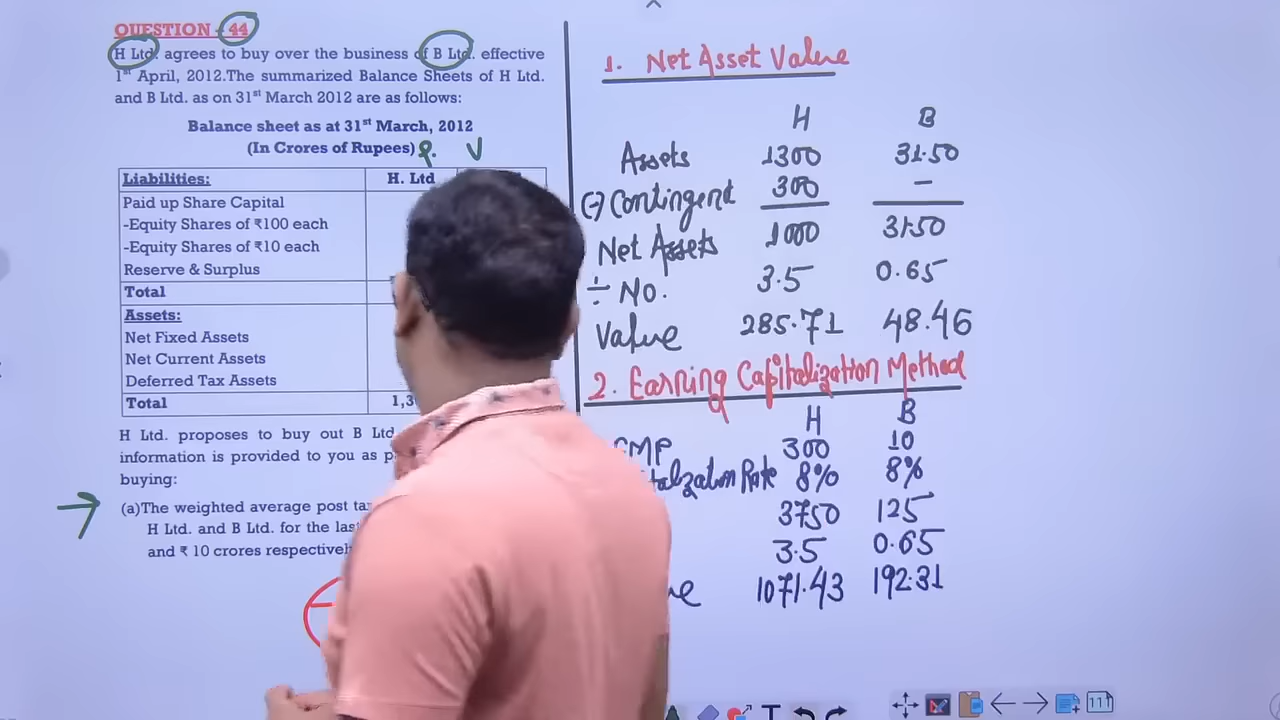 QUESTION - 44
H Ltd. agrees to buy over the business of B Ltd. effective
1st April, 2012.The summarized Balance Sheets of H Ltd.
and B Ltd. as on 31st March 2012 are as follows:
Balance sheet as at 31st March, 2012
(In Crores of Rupees) P. V
Liabilities: H. Ltd
Paid up Share Capital
-Equity Shares of ₹100 each
-Equity Shares of ₹10 each
Reserve & Surplus
Total
Assets:
Net Fixed Assets
Net Current Assets
Deferred Tax Assets
Total 1,3
H Ltd. proposes to buy out B Ltd
information is provided to you as p
buying:
(a)The weighted average post ta
H Ltd. and B Ltd. for the las
and ₹ 10 crores respectivel
1. Net Asset Value
H B
Assets 1300 31.50
(-) Contingent 300 –
Net Assets 1000 31.50
÷ No. 3.5 0.65
Value 285.71 48.46
2. Earning Capitalization Method
H B
FMP 300 10
talization Rate 8% 8%
3750 125
3.5 0.65
ue 1071.43 192.31
T 111